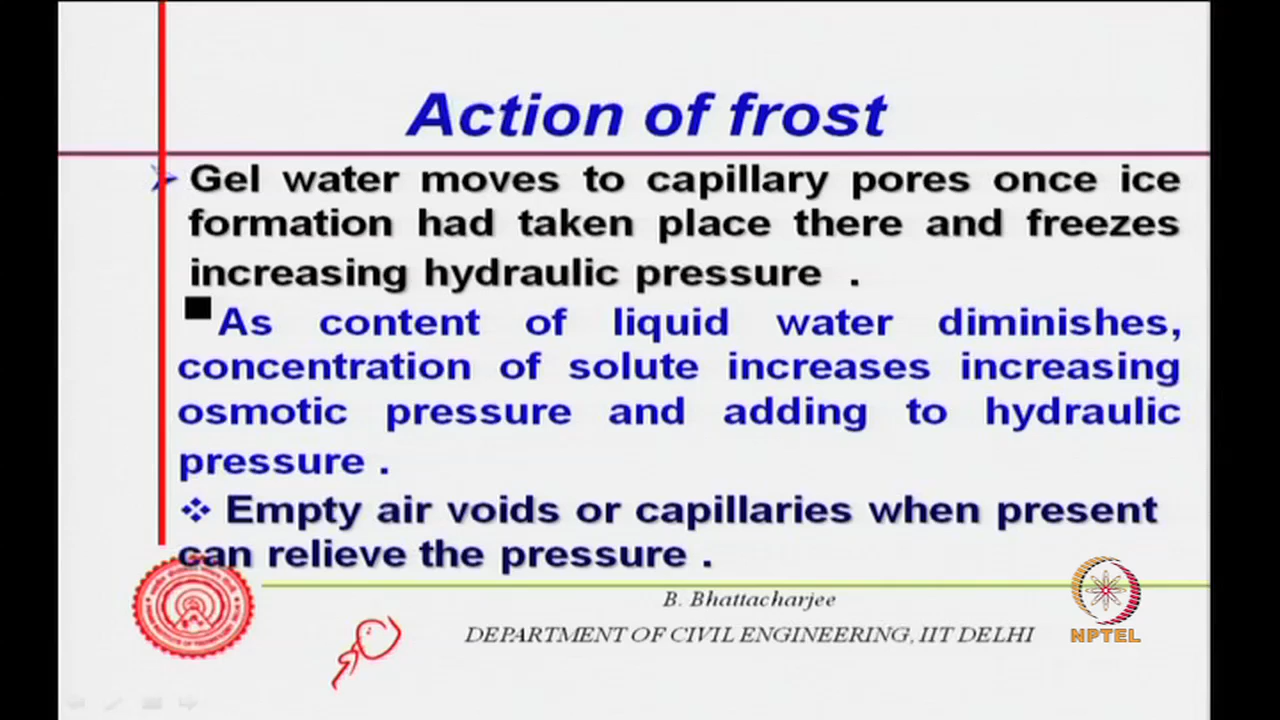 Action of frost
Gel water moves to capillary pores once ice
formation had taken place there and freezes
increasing hydraulic pressure .
As content of liquid water diminishes,
concentration of solute increases increasing
osmotic pressure and adding to hydraulic
pressure .
Empty air voids or capillaries when present
can relieve the pressure .
B. Bhattacharjee
DEPARTMENT OF CIVIL ENGINEERING, IIT DELHI
NPTEL